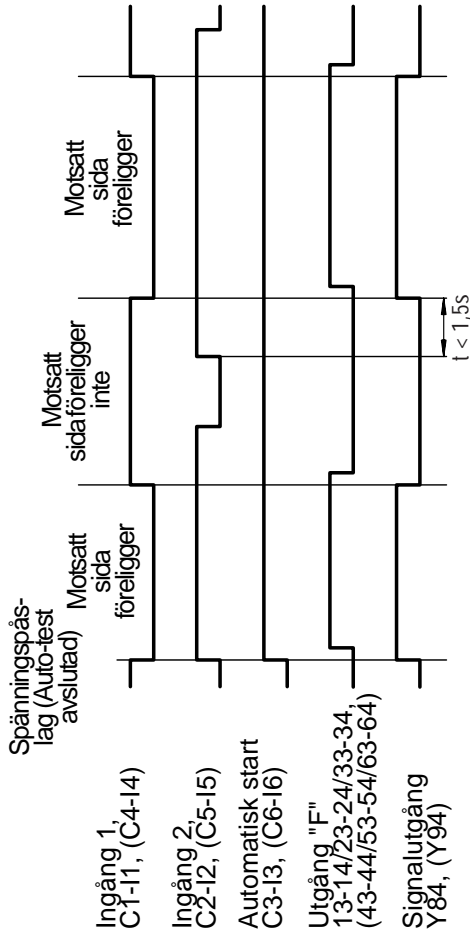 Spänningspås-
lag (Auto-test
avslutad)
Motsatt
sida
föreligger
Motsatt
sida föreligger
inte
Motsatt
sida
föreligger
Ingång 1,
C1-I1, (C4-I4)
Ingång 2,
C2-I2, (C5-I5)
Automatisk start
C3-I3, (C6-I6)
Utgång "F"
13-14/23-24/33-34,
(43-44/53-54/63-64)
Signalutgång
Y84, (Y94)
t < 1,5s